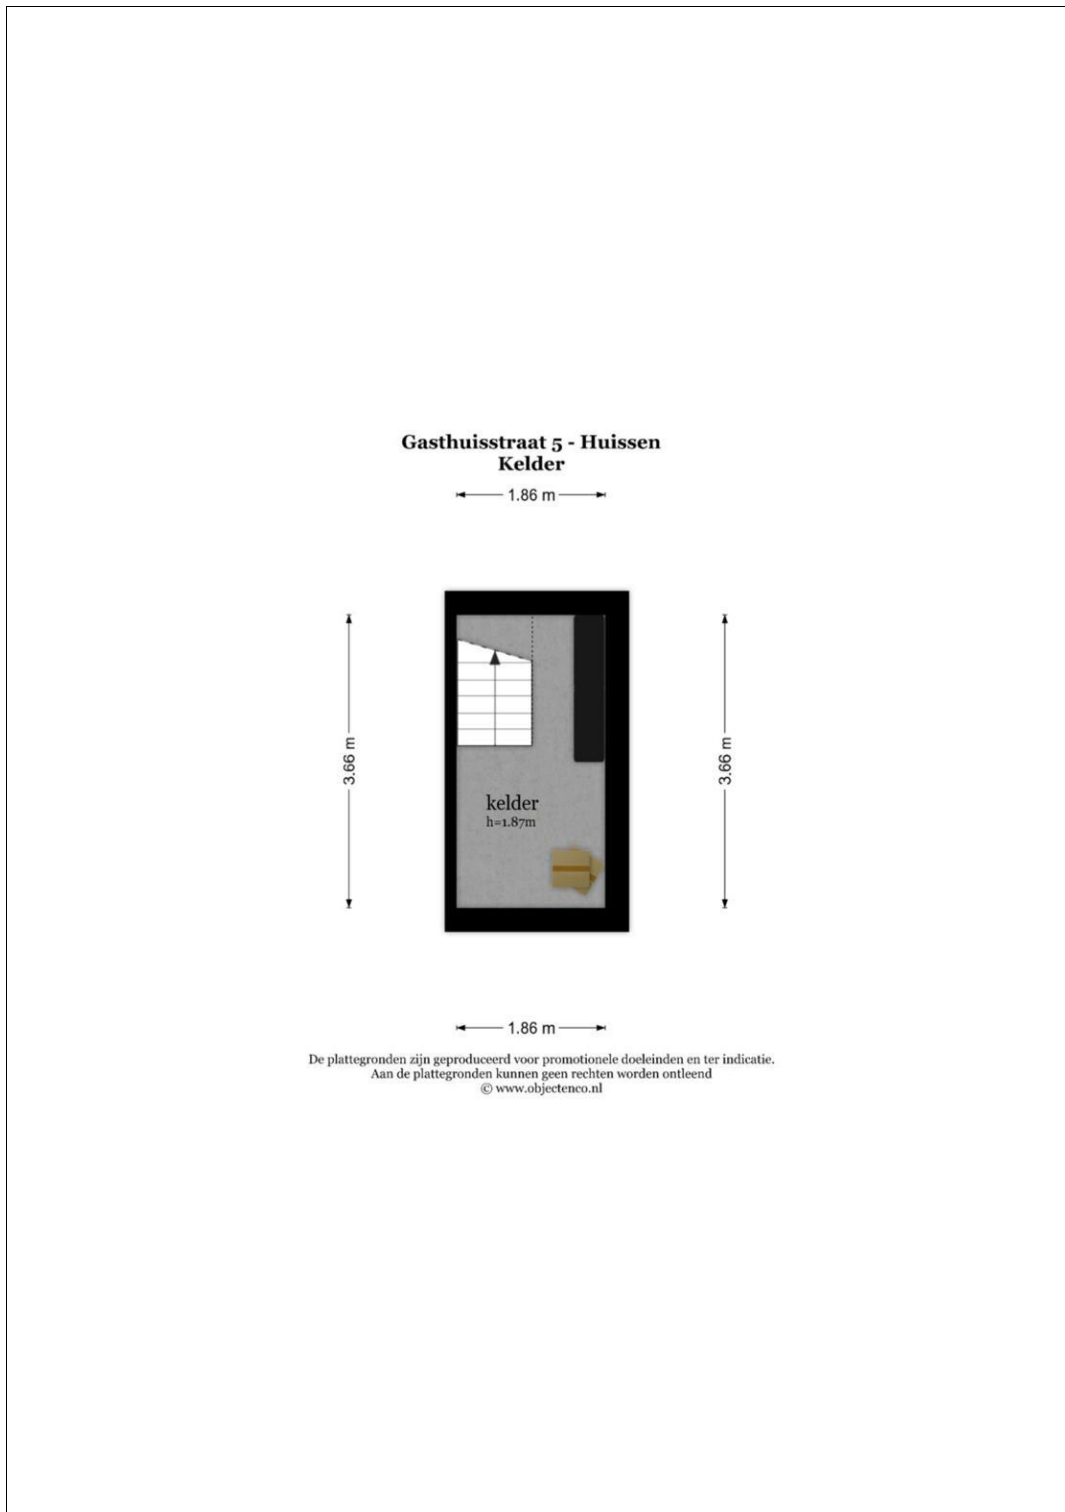 Gasthuisstraat 5 - Huissen
Kelder
1.86 m
3.66 m
3.66 m
kelder
h=1.87m
1.86 m
De plattegronden zijn geproduceerd voor promotionele doeleinden en ter indicatie.
Aan de plattegronden kunnen geen rechten worden ontleend
© www.objectenco.nl